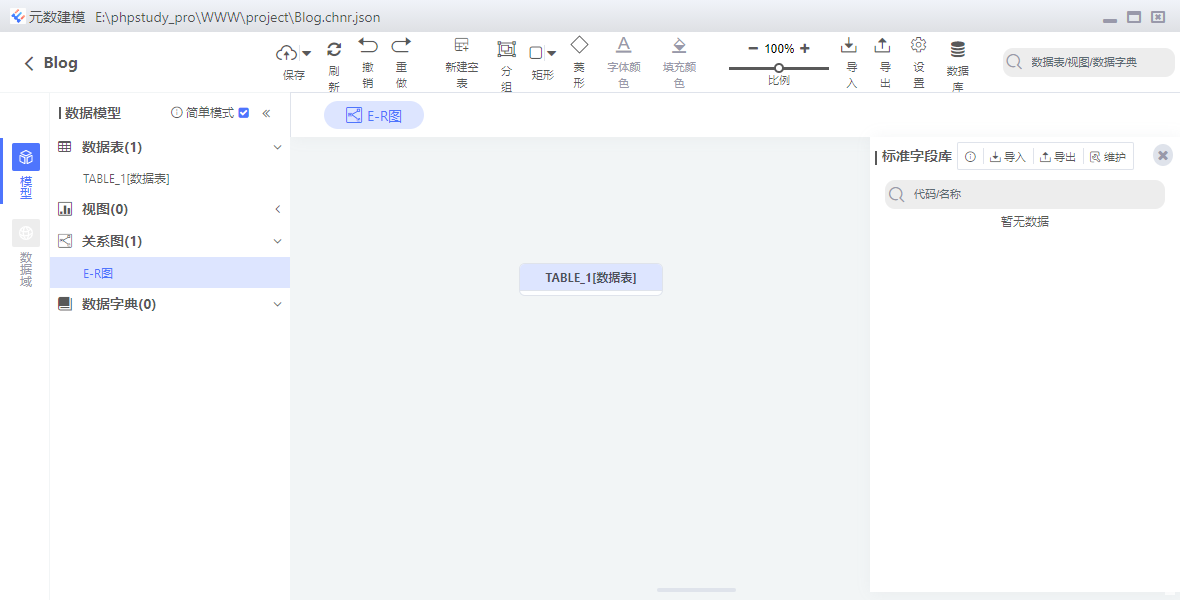 元数建模 E:\phpstudy_pro\WWW\project\Blog.chnr.json
Blog
保存
刷新
撤销
重做
新建空表
分组
矩形
菱形
字体颜色
填充颜色
100%
比例
导入
导出
设置
数据库
数据表/视图/数据字典
模型
数据域
数据模型
简单模式
数据表(1)
TABLE_1[数据表]
视图(0)
关系图(1)
E-R图
数据字典(0)
E-R图
TABLE_1[数据表]
标准字段库
导入
导出
维护
代码/名称
暂无数据